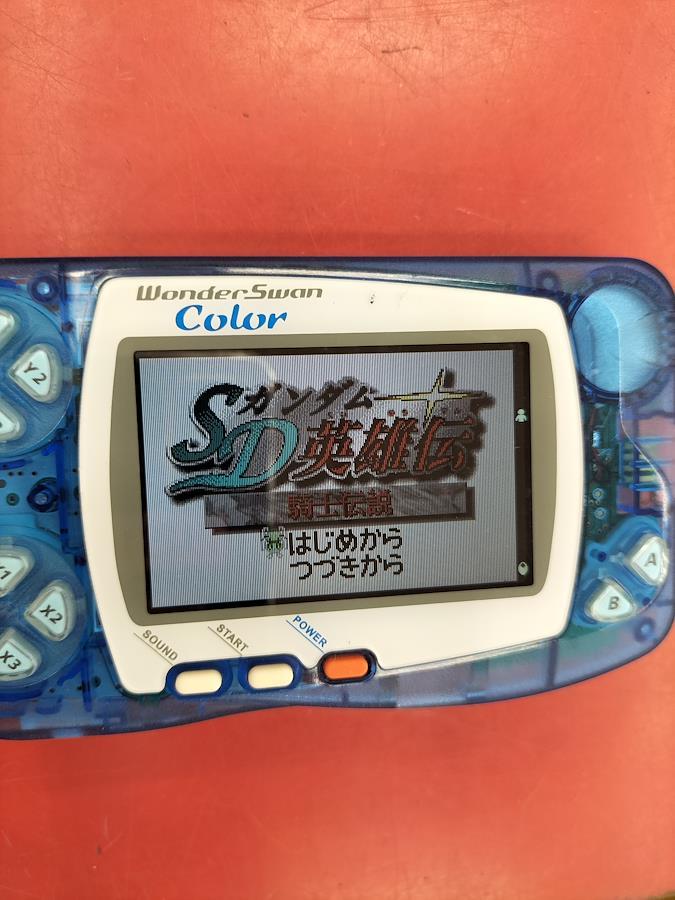 WonderSwan
Color
SDガンダム
英雄伝
騎士伝説
はじめから
つづきから
Y2
X1
X2
X3
A
B
SOUND
START
POWER